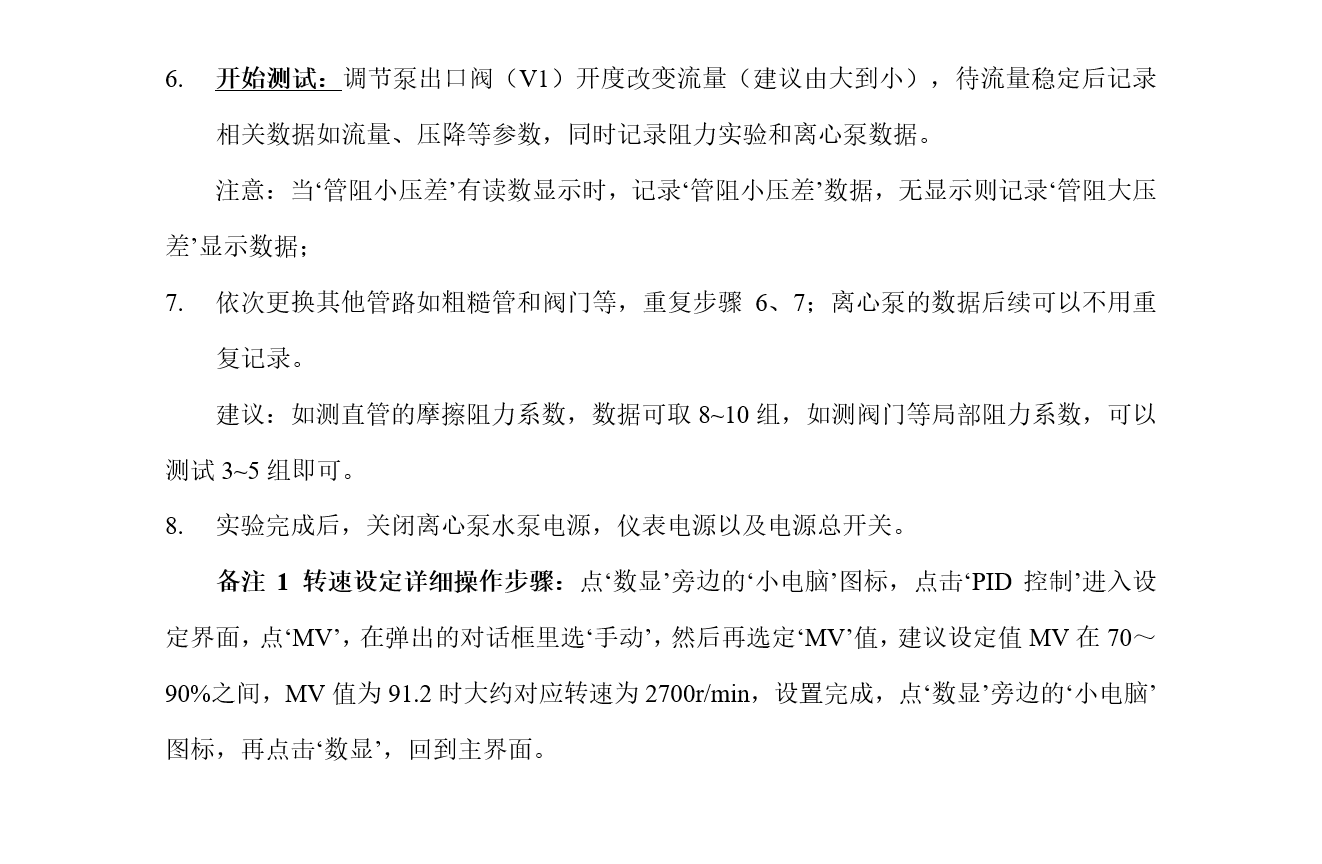 6. 开始测试：调节泵出口阀（V1）开度改变流量（建议由大到小），待流量稳定后记录
相关数据如流量、压降等参数，同时记录阻力实验和离心泵数据。
注意：当‘管阻小压差’有读数显示时，记录‘管阻小压差’数据，无显示则记录‘管阻大压
差’显示数据；
7. 依次更换其他管路如粗糙管和阀门等，重复步骤 6、7；离心泵的数据后续可以不用重
复记录。
建议：如测直管的摩擦阻力系数，数据可取 8~10 组，如测阀门等局部阻力系数，可以
测试 3~5 组即可。
8. 实验完成后，关闭离心泵水泵电源，仪表电源以及电源总开关。
备注 1 转速设定详细操作步骤：点‘数显’旁边的‘小电脑’图标，点击‘PID 控制’进入设
定界面，点‘MV’，在弹出的对话框里选‘手动’，然后再选定‘MV’值，建议设定值 MV 在 70～
90%之间，MV 值为 91.2 时大约对应转速为 2700r/min，设置完成，点‘数显’旁边的‘小电脑’
图标，再点击‘数显’，回到主界面。